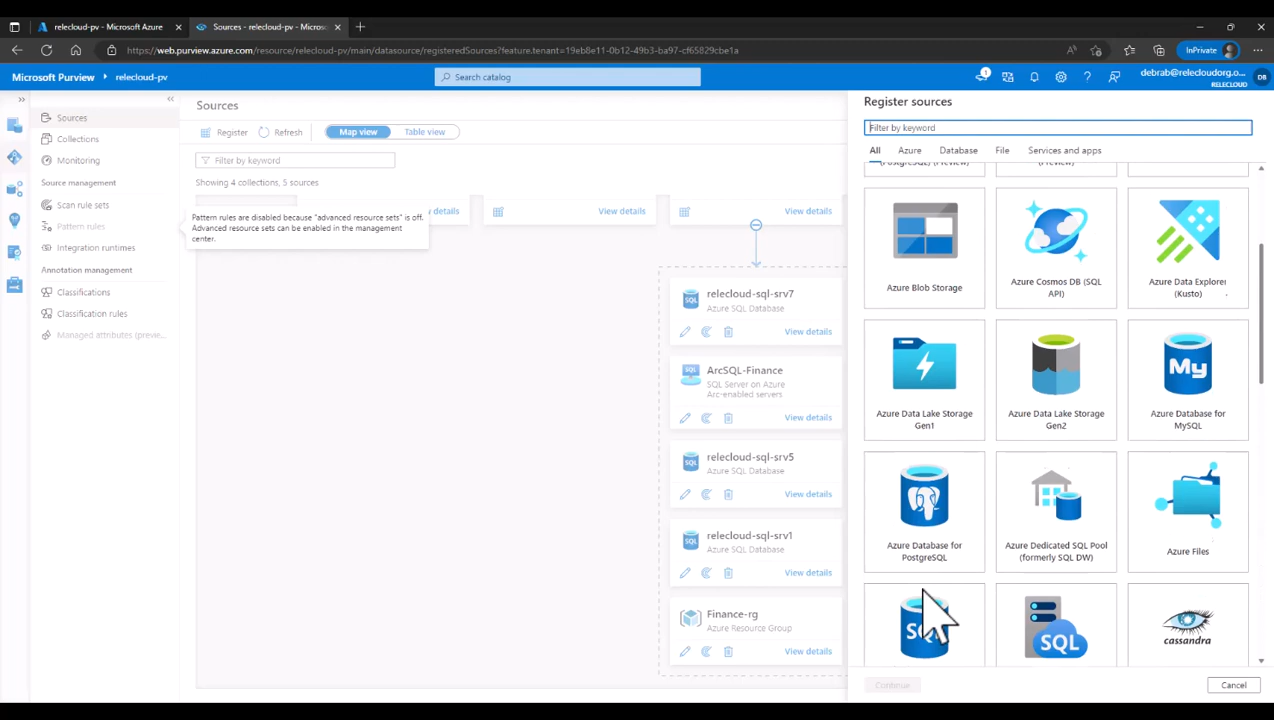 relecloud-pv - Microsoft Azure
Sources - relecloud-pv - Micros
https://web.purview.azure.com/resource/relecloud-pv/main/datasource/registeredSources?feature.tenant=19eb8e11-0b12-49b3-ba97-cf65829cbe1a
InPrivate
Microsoft Purview
relecloud-pv
Search catalog
1
debrab@relecloudorg.o...
RELECLOUD
DB
Sources
Collections
Monitoring
Source management
Scan rule sets
Pattern rules
Integration runtimes
Annotation management
Classifications
Classification rules
Managed attributes (preve...
Sources
Register
Refresh
Map view
Table view
Filter by keyword
Showing 4 collections, 5 sources
details
View details
View details
Pattern rules are disabled because "advanced resource sets" is off.
Advanced resource sets can be enabled in the management
center.
relecloud-sql-srv7
Azure SQL Database
View details
ArcSQL-Finance
SQL Server on Azure
Arc-enabled servers
View details
relecloud-sql-srv5
Azure SQL Database
View details
relecloud-sql-srv1
Azure SQL Database
View details
Finance-rg
Azure Resource Group
View details
Register sources
Filter by keyword
All
Azure
Database
File
Services and apps
Azure Blob Storage
Azure Cosmos DB (SQL
API)
Azure Data Explorer
(Kusto)
Azure Data Lake Storage
Gen1
Azure Data Lake Storage
Gen2
My
Azure Database for
MySQL
Azure Database for
PostgreSQL
Azure Dedicated SQL Pool
(formerly SQL DW)
Azure Files
SQL
SQL
cassandra
Continue
Cancel